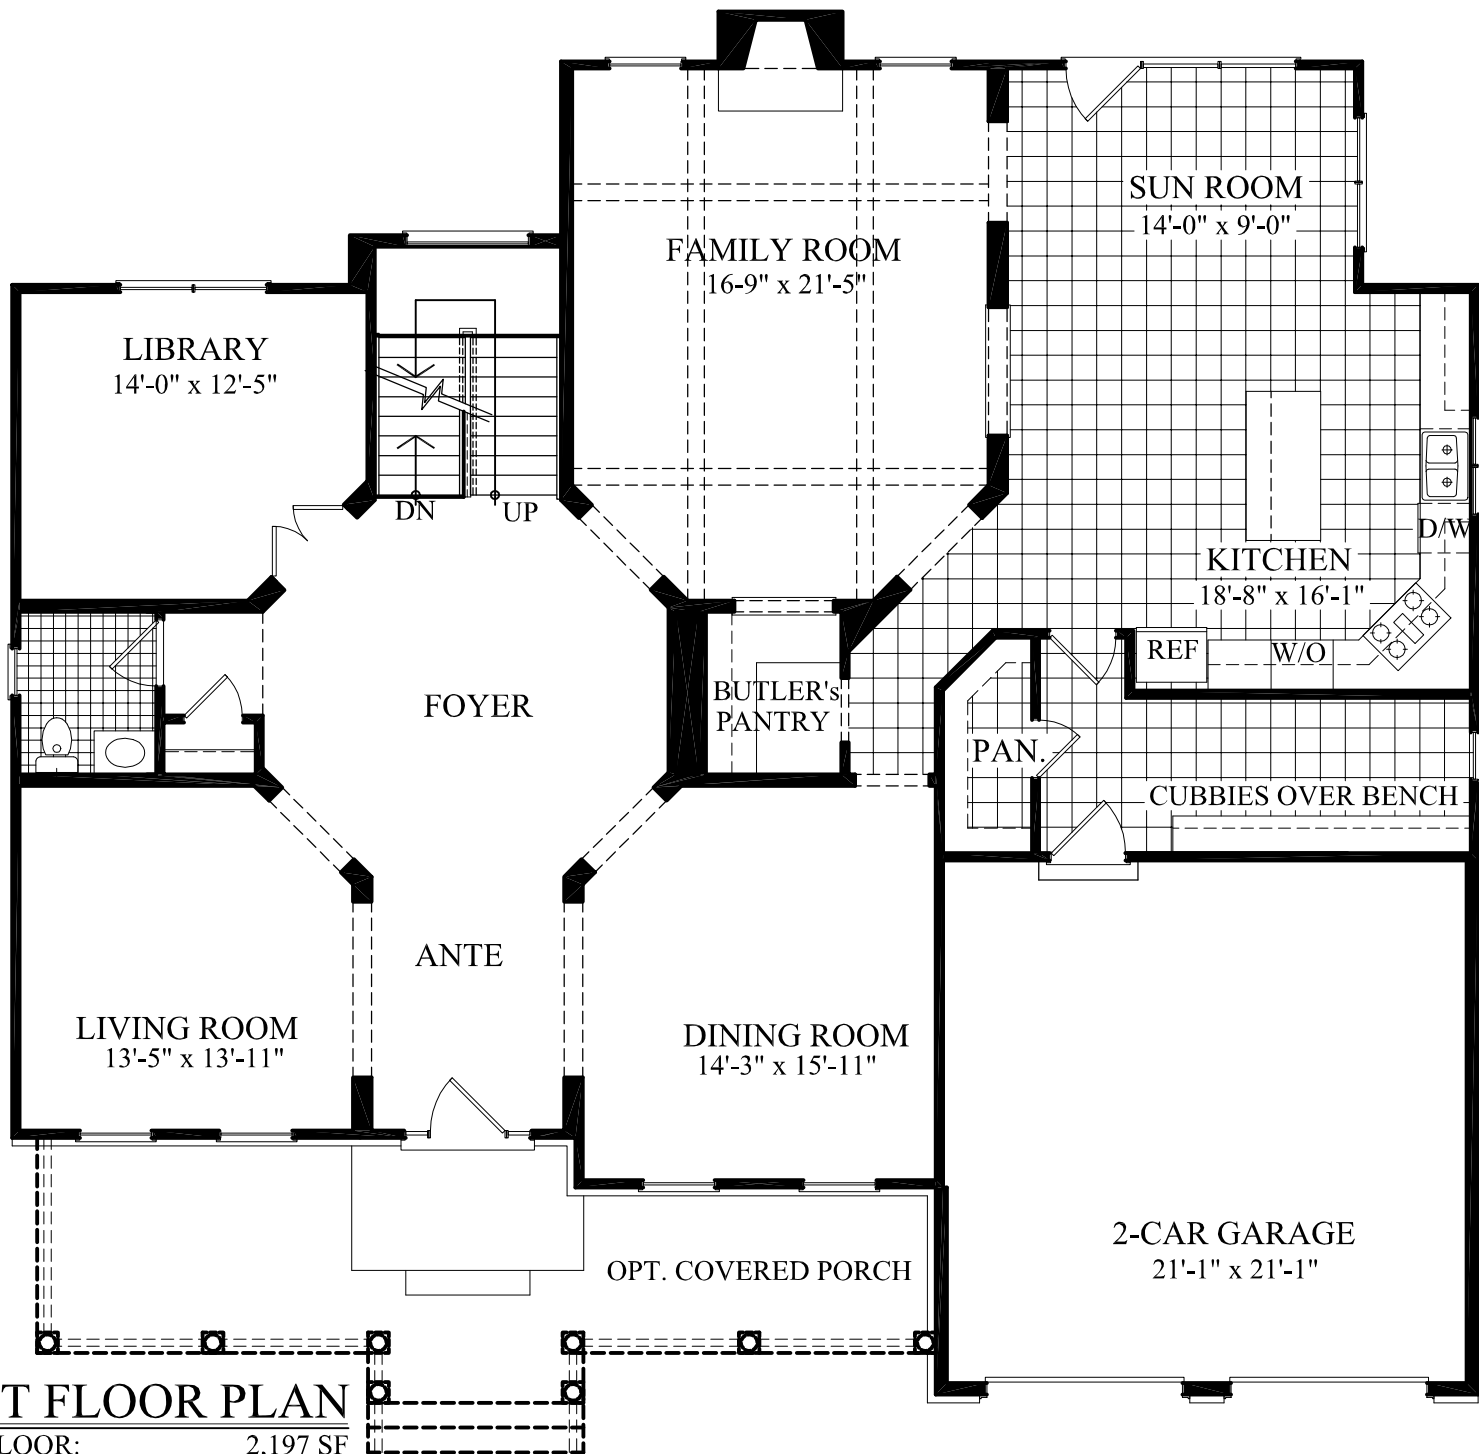 SUN ROOM
14'-0" x 9'-0"
FAMILY ROOM
16-9" x 21'-5"
LIBRARY
14'-0" x 12'-5"
DN
UP
D/W
KITCHEN
18'-8" x 16'-1"
REF
W/O
BUTLER's
PANTRY
FOYER
PAN.
CUBBIES OVER BENCH
ANTE
LIVING ROOM
13'-5" x 13'-11"
DINING ROOM
14'-3" x 15'-11"
2-CAR GARAGE
21'-1" x 21'-1"
OPT. COVERED PORCH
T FLOOR PLAN
LOOR: 2,197 SF